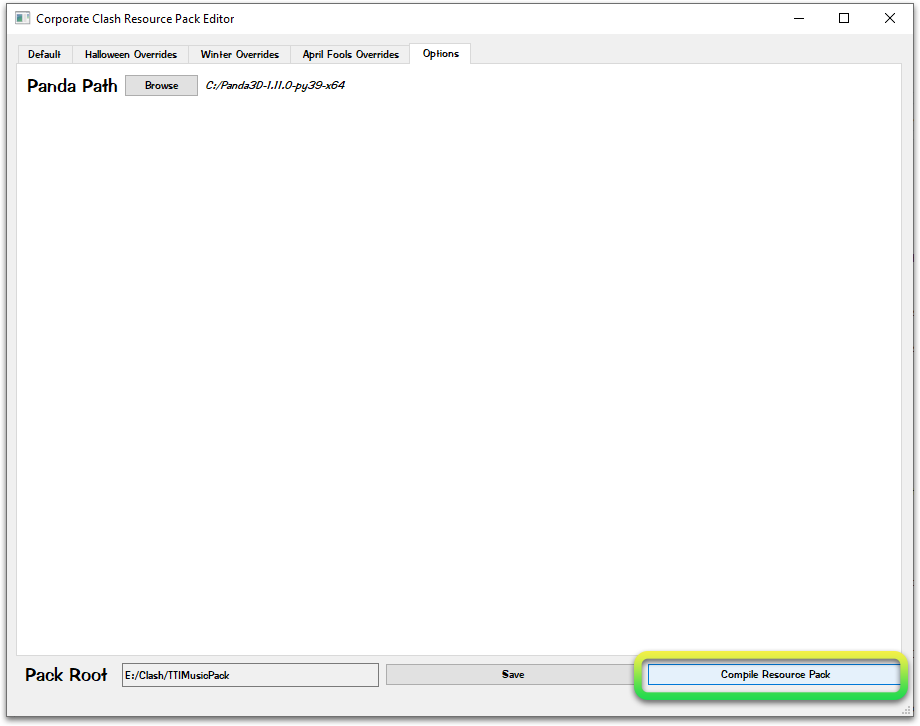 Corporate Clash Resource Pack Editor
Default Halloween Overrides Winter Overrides April Fools Overrides Options
Panda Path Browse C:/Panda3D-1.11.0-py39-x64
Pack Root E:/Clash/TTIMusicPack Save Compile Resource Pack